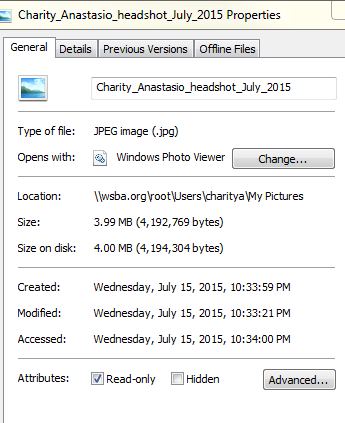 Charity_Anastasio_headshot_July_2015 Properties
General Details Previous Versions Offline Files
Charity_Anastasio_headshot_July_2015
Type of file: JPEG image (.jpg)
Opens with: Windows Photo Viewer Change...
Location: \\wsba.org\root\Users\charitya\My Pictures
Size: 3.99 MB (4,192,769 bytes)
Size on disk: 4.00 MB (4,194,304 bytes)
Created: Wednesday, July 15, 2015, 10:33:59 PM
Modified: Wednesday, July 15, 2015, 10:33:21 PM
Accessed: Wednesday, July 15, 2015, 10:34:00 PM
Attributes: Read-only Hidden Advanced...